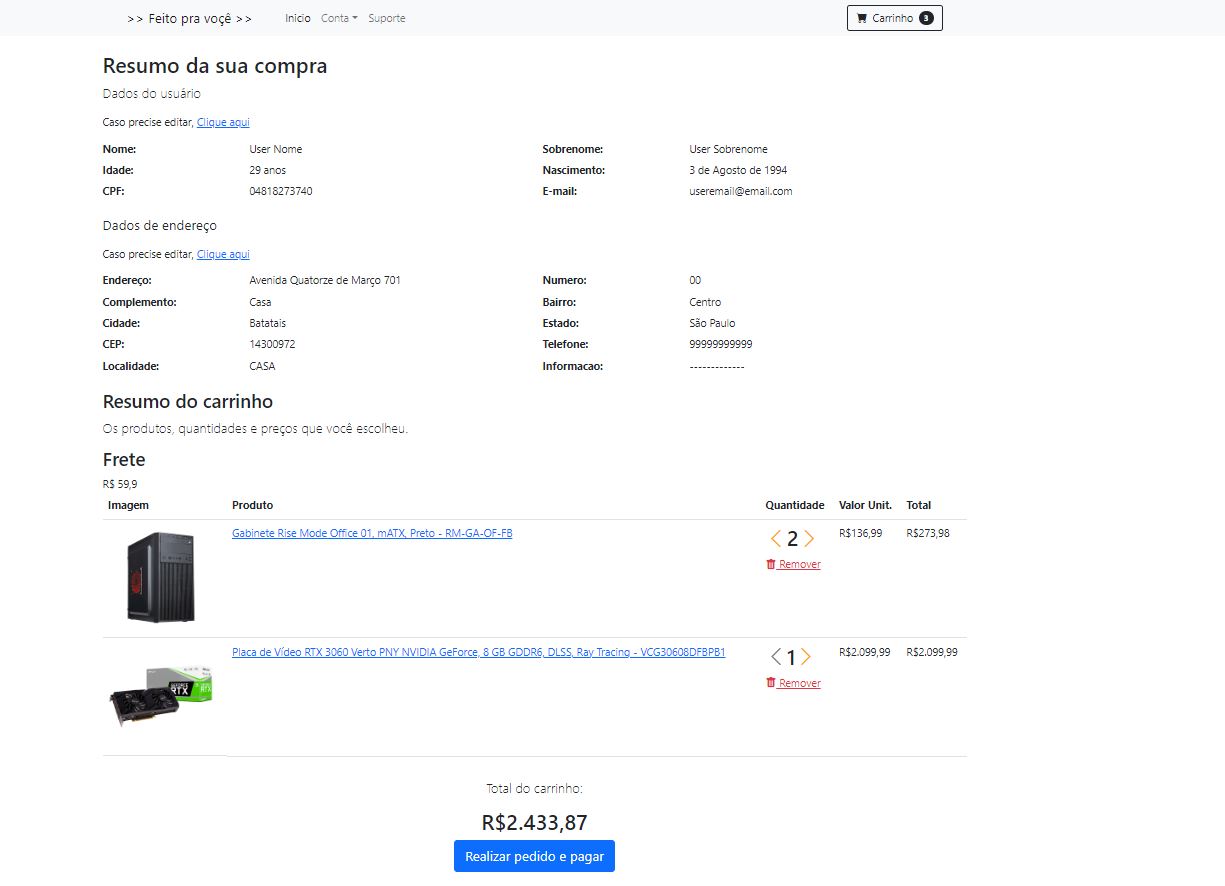 >> Feito pra voçê >> Inicio Conta Suporte Carrinho 3
Resumo da sua compra
Dados do usuário
Caso precise editar, Clique aqui
Nome: User Nome Sobrenome: User Sobrenome
Idade: 29 anos Nascimento: 3 de Agosto de 1994
CPF: 04818273740 E-mail: useremail@email.com
Dados de endereço
Caso precise editar, Clique aqui
Endereço: Avenida Quatorze de Março 701 Numero: 00
Complemento: Casa Bairro: Centro
Cidade: Batatais Estado: São Paulo
CEP: 14300972 Telefone: 99999999999
Localidade: CASA Informacao: -------------
Resumo do carrinho
Os produtos, quantidades e preços que você escolheu.
Frete
R$ 59,9
Imagem Produto Quantidade Valor Unit. Total
Gabinete Rise Mode Office 01, mATX, Preto - RM-GA-OF-FB 2 R$136,99 R$273,98
Remover
Placa de Vídeo RTX 3060 Verto PNY NVIDIA GeForce, 8 GB GDDR6, DLSS, Ray Tracing - VCG30608DFBPB1 1 R$2.099,99 R$2.099,99
Remover
GEFORCE
RTX
RTX
Total do carrinho:
R$2.433,87
Realizar pedido e pagar